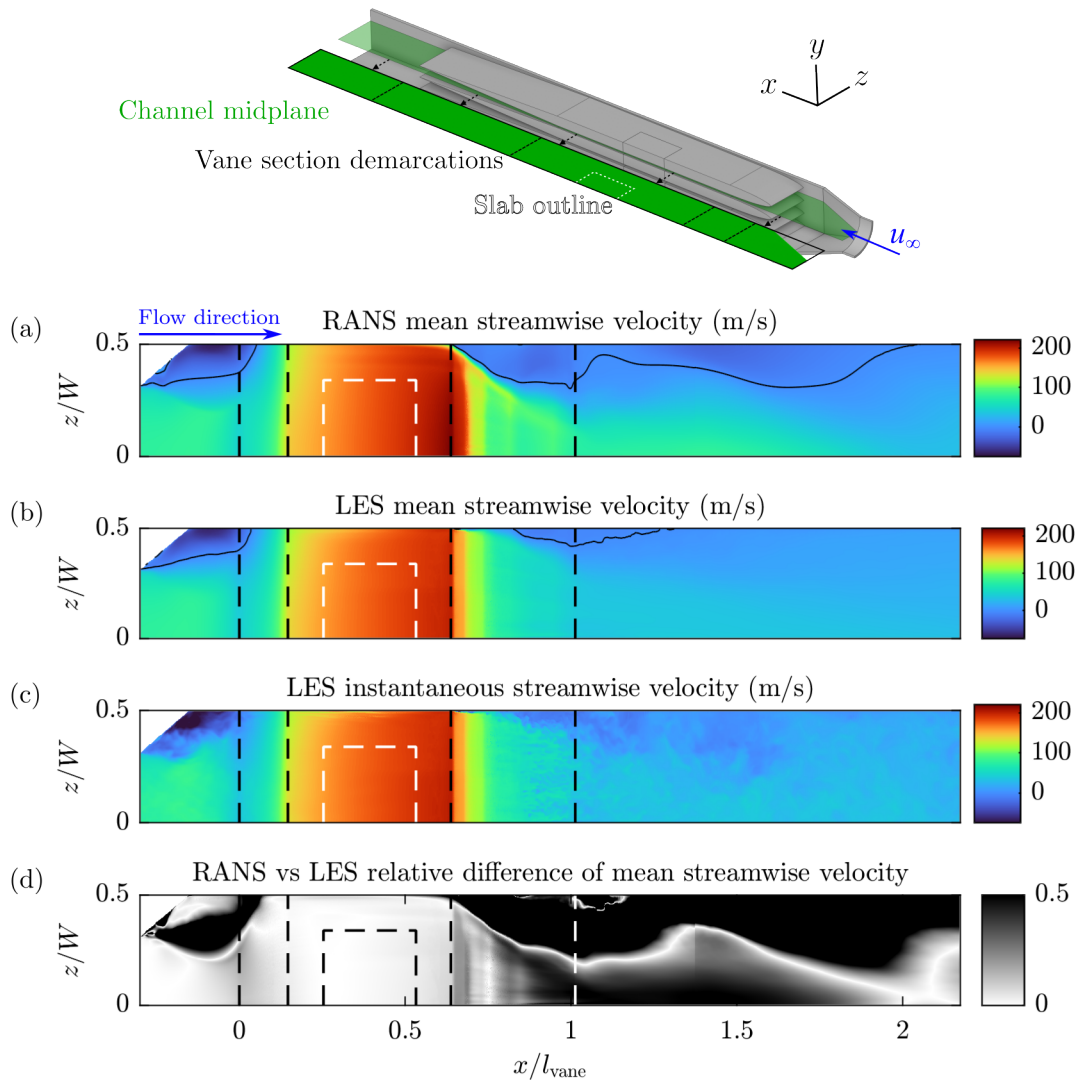 y
x
z
Channel midplane
Vane section demarcations
Slab outline
u∞
(a)
Flow direction
RANS mean streamwise velocity (m/s)
0.5
z/W
0
200
100
0
(b)
LES mean streamwise velocity (m/s)
0.5
z/W
0
200
100
0
(c)
LES instantaneous streamwise velocity (m/s)
0.5
z/W
0
200
100
0
(d)
RANS vs LES relative difference of mean streamwise velocity
0.5
z/W
0
0.5
0
0 0.5 1 1.5 2
x/lvane